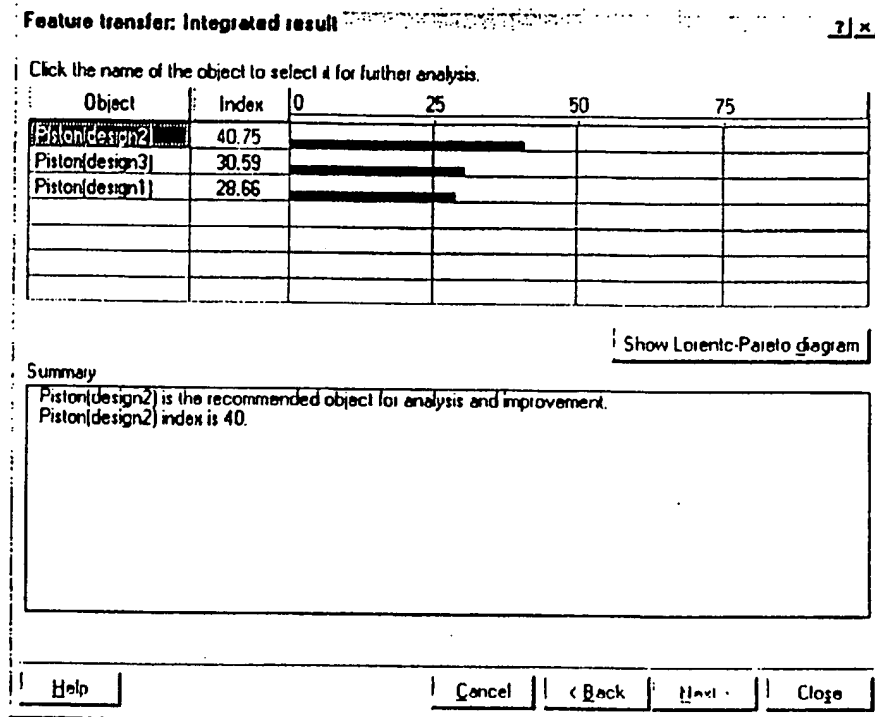 Feature transfer: Integrated result ? ×
Click the name of the object to select it for further analysis.
Object Index 0 25 50 75
Piston(design2) 40.75
Piston(design3) 30.59
Piston(design1) 28.66
Show Lorentc-Pareto diagram
Summary
Piston(design2) is the recommended object for analysis and improvement.
Piston(design2) index is 40.
Help Cancel < Back Next > Close